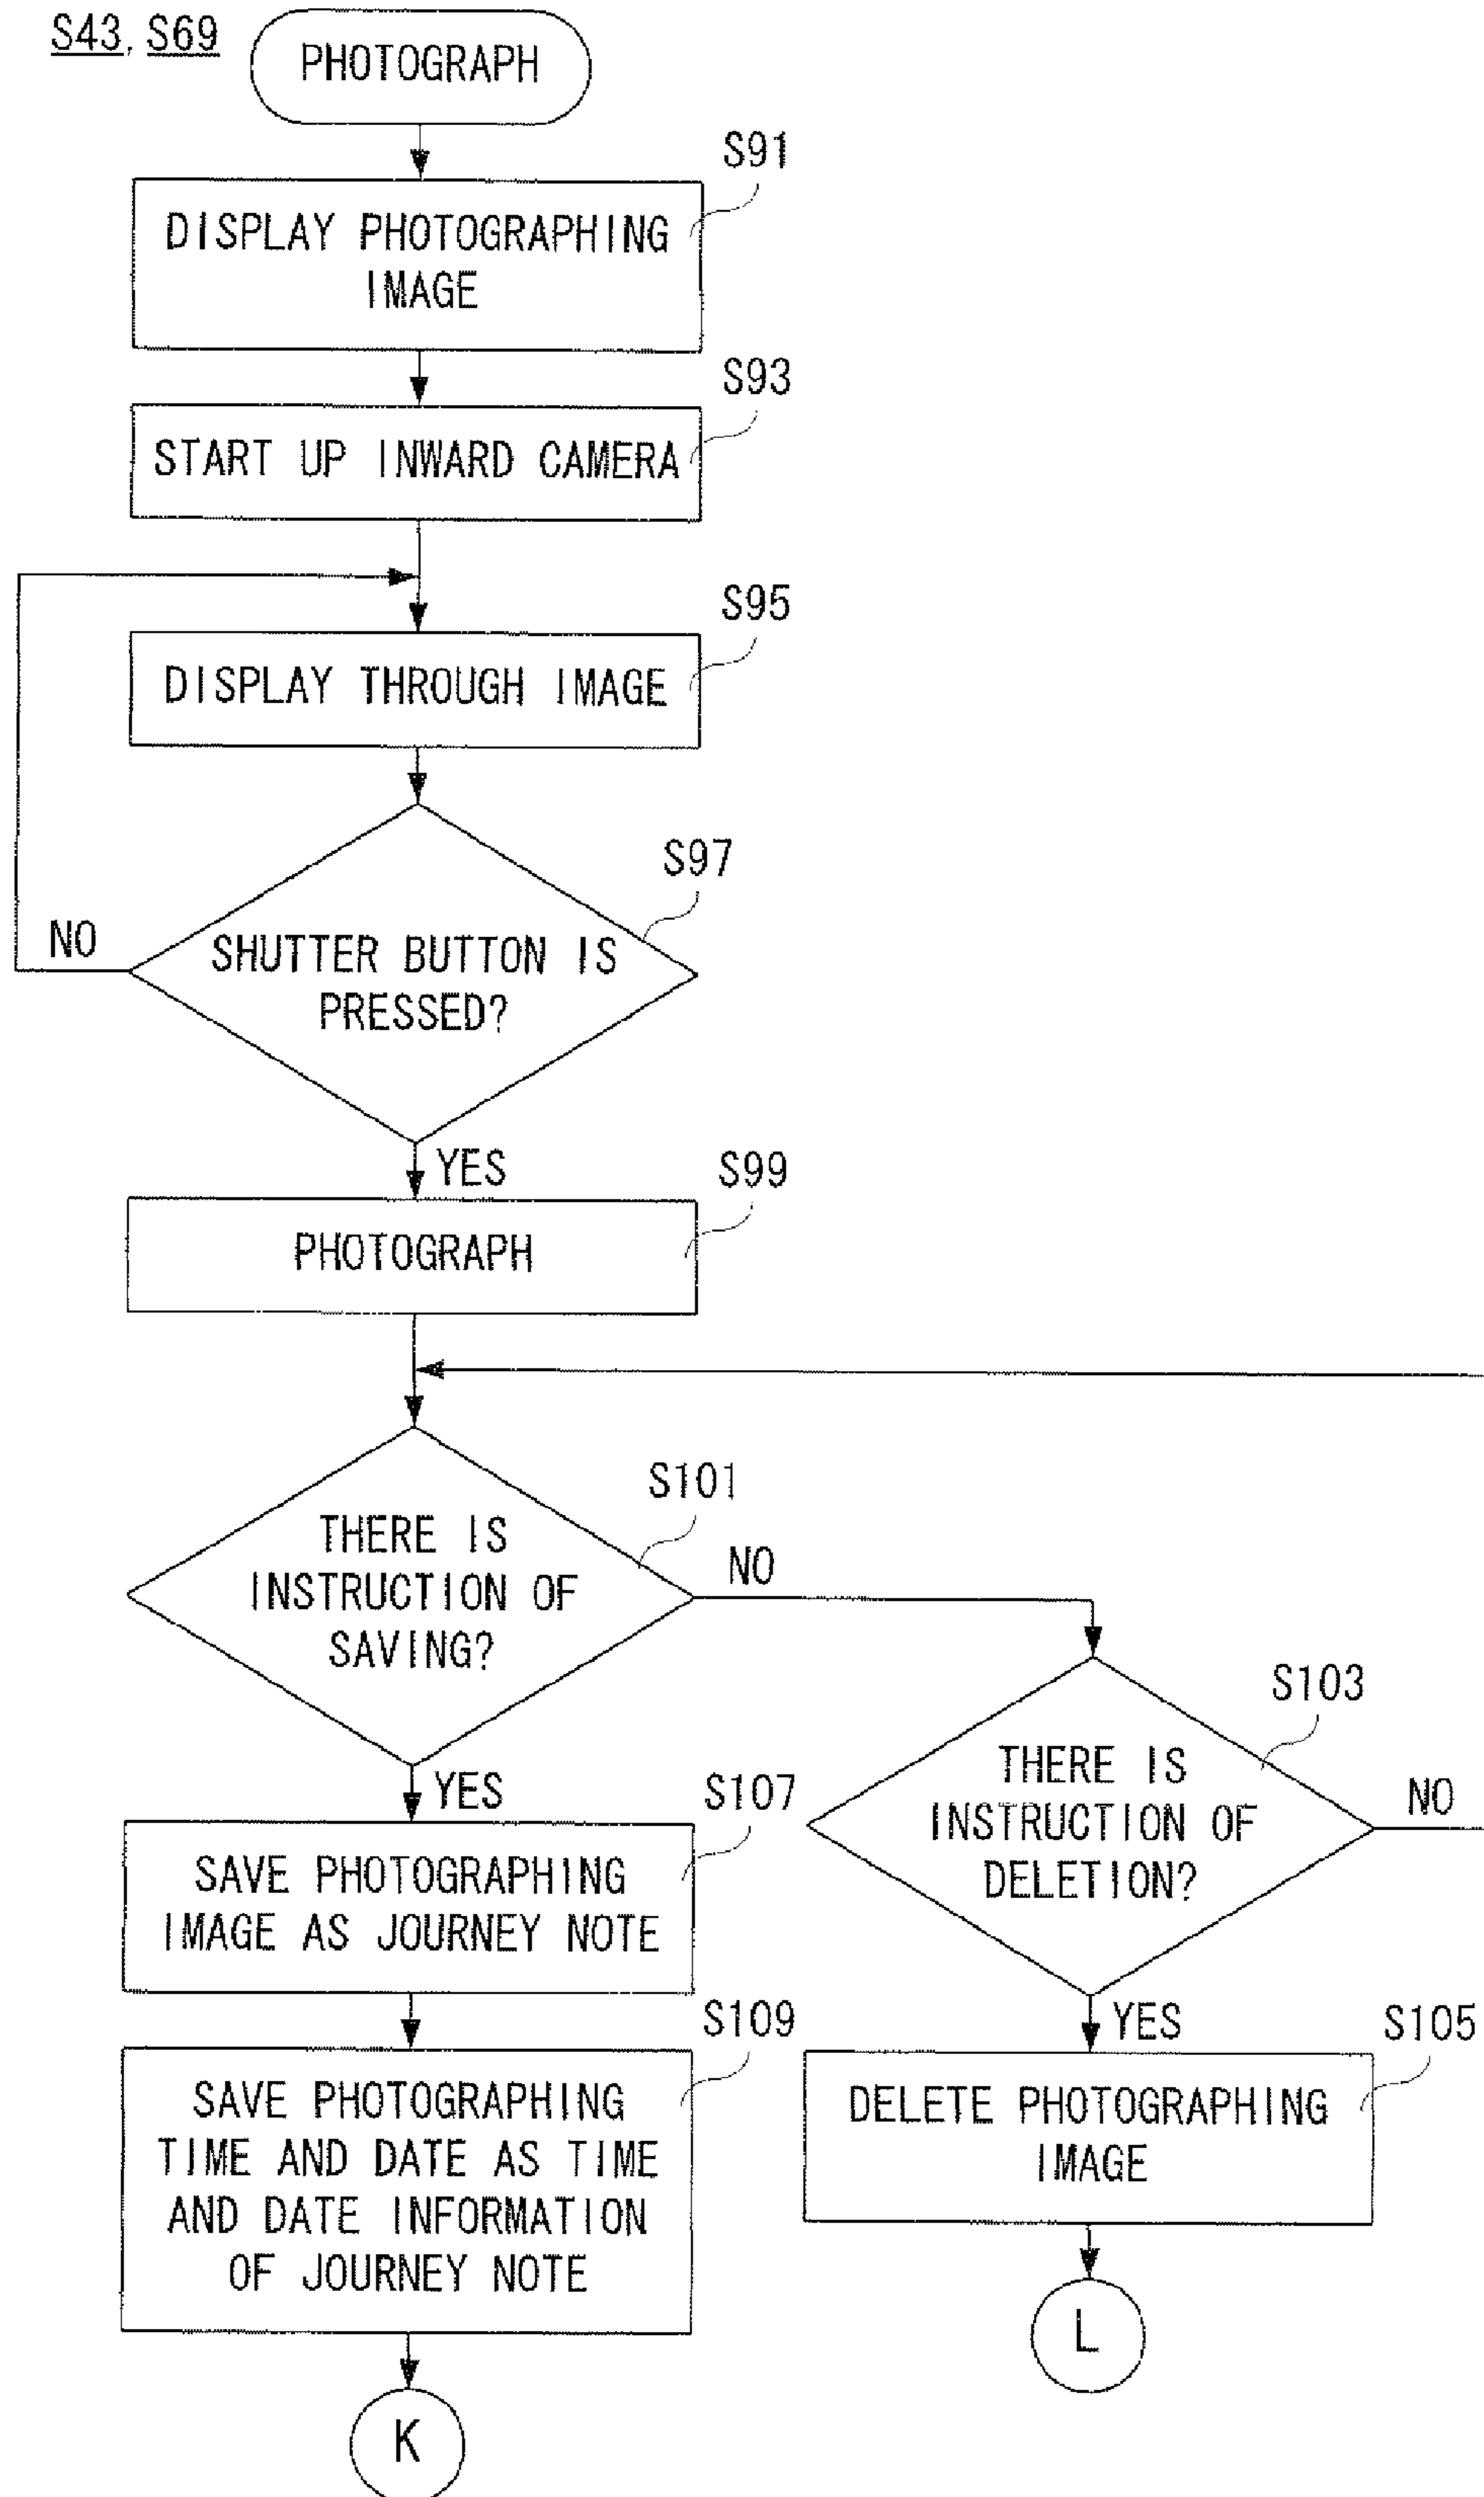 S43, S69
PHOTOGRAPH
S91
DISPLAY PHOTOGRAPHING
IMAGE
S93
START UP INWARD CAMERA
S95
DISPLAY THROUGH IMAGE
S97
NO
SHUTTER BUTTON IS
PRESSED?
YES
S99
PHOTOGRAPH
S101
THERE IS
INSTRUCTION OF
SAVING?
NO
S103
THERE IS
INSTRUCTION OF
DELETION?
NO
YES
S107
SAVE PHOTOGRAPHING
IMAGE AS JOURNEY NOTE
YES
S105
DELETE PHOTOGRAPHING
IMAGE
S109
SAVE PHOTOGRAPHING
TIME AND DATE AS TIME
AND DATE INFORMATION
OF JOURNEY NOTE
L
K